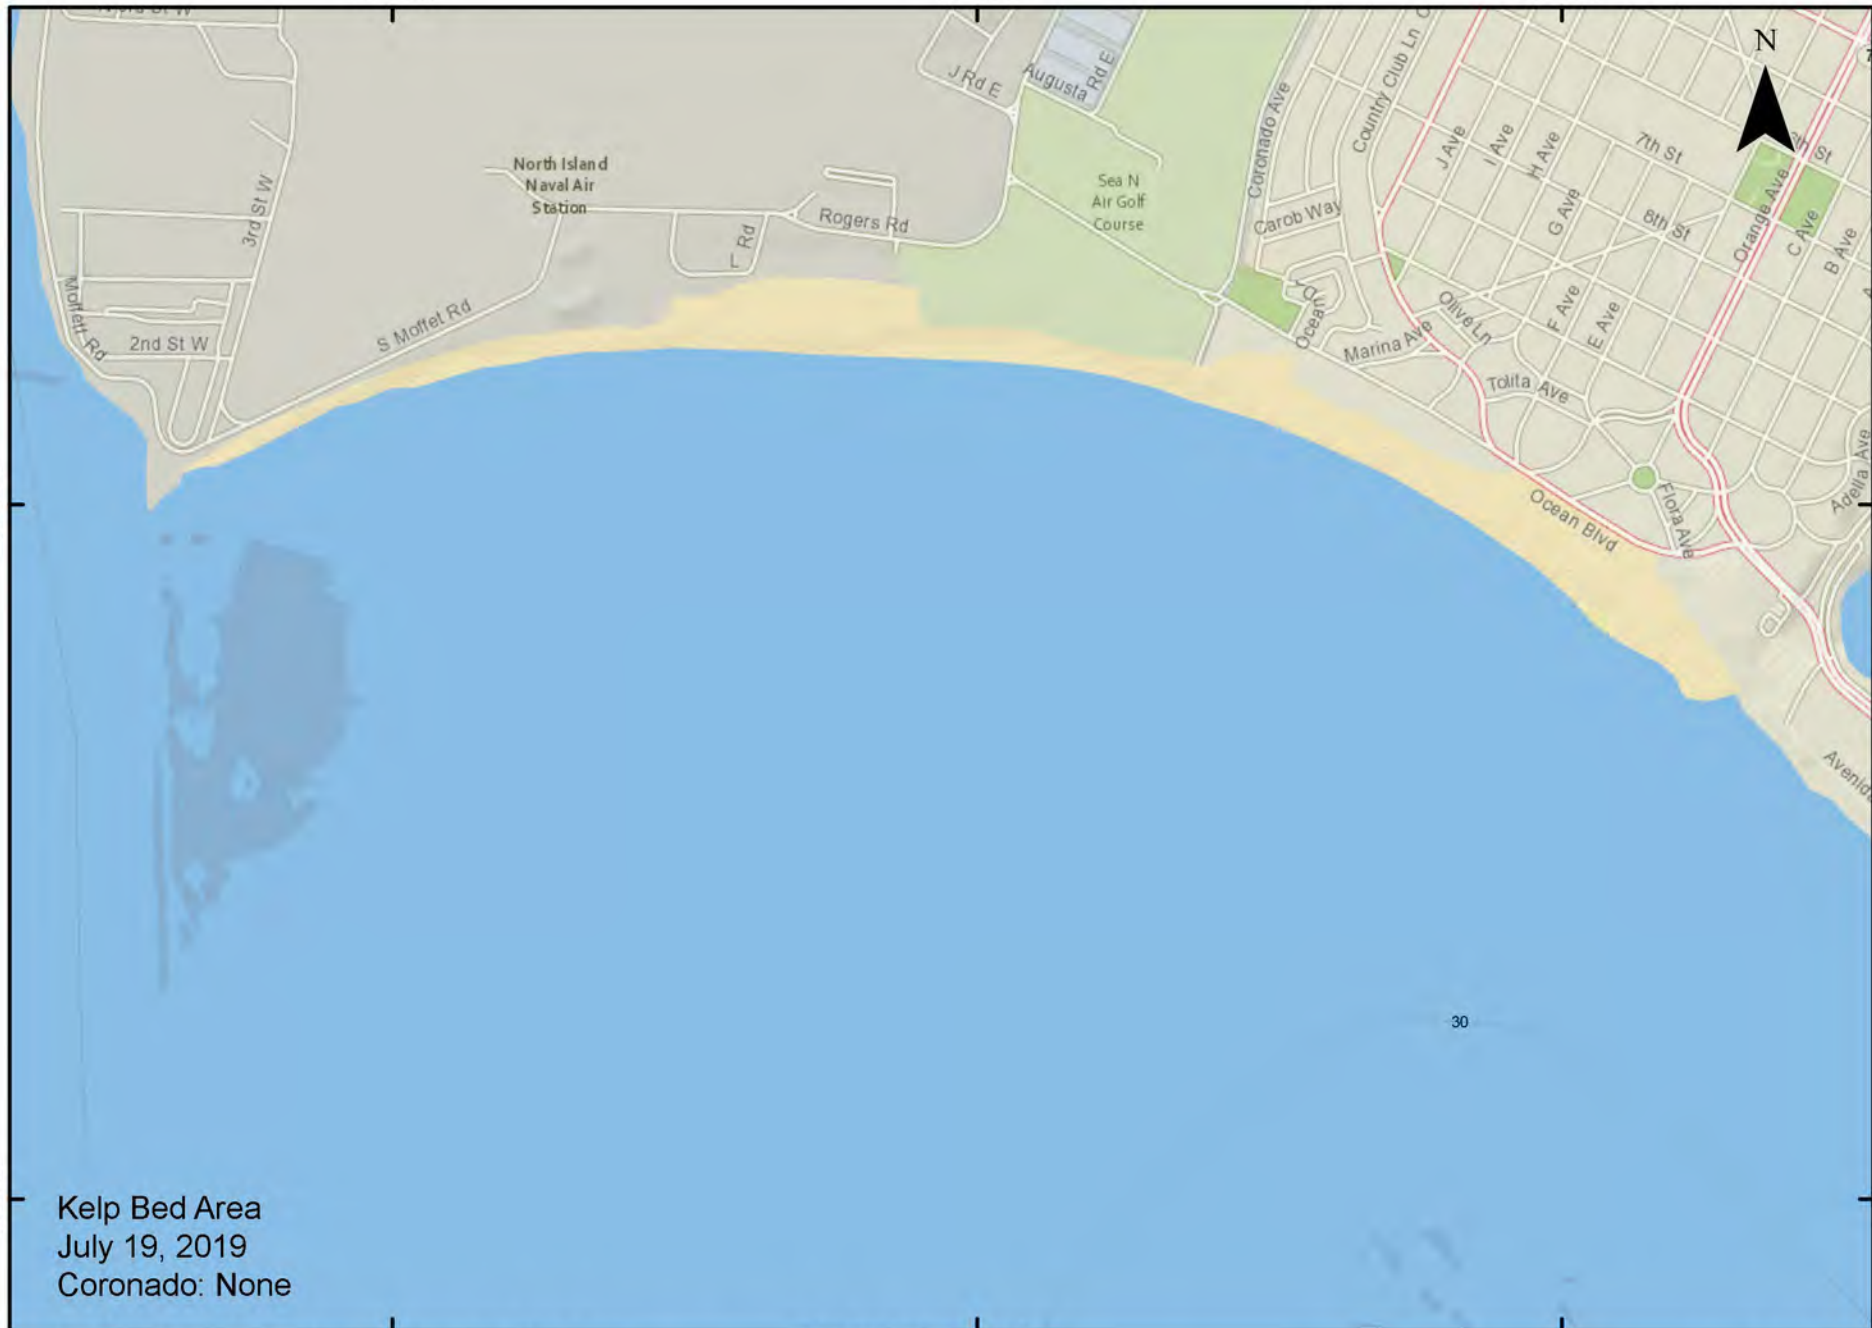 N
J Rd E
Augusta
Rd E
Coronado Ave
Country Club Ln
J Ave
I Ave
H Ave
7th St
North Island
Naval Air
Station
Sea N
Air Golf
Course
3rd St W
Rogers Rd
L Rd
Carob Way
G Ave
8th St
Orange Ave
C Ave
B Ave
Moffett Rd
2nd St W
S Moffet Rd
Ocean
Marina Ave
Olive Ln
F Ave
E Ave
Tolita Ave
Adella Ave
Ocean Blvd
Flora Ave
30
Kelp Bed Area
July 19, 2019
Coronado: None